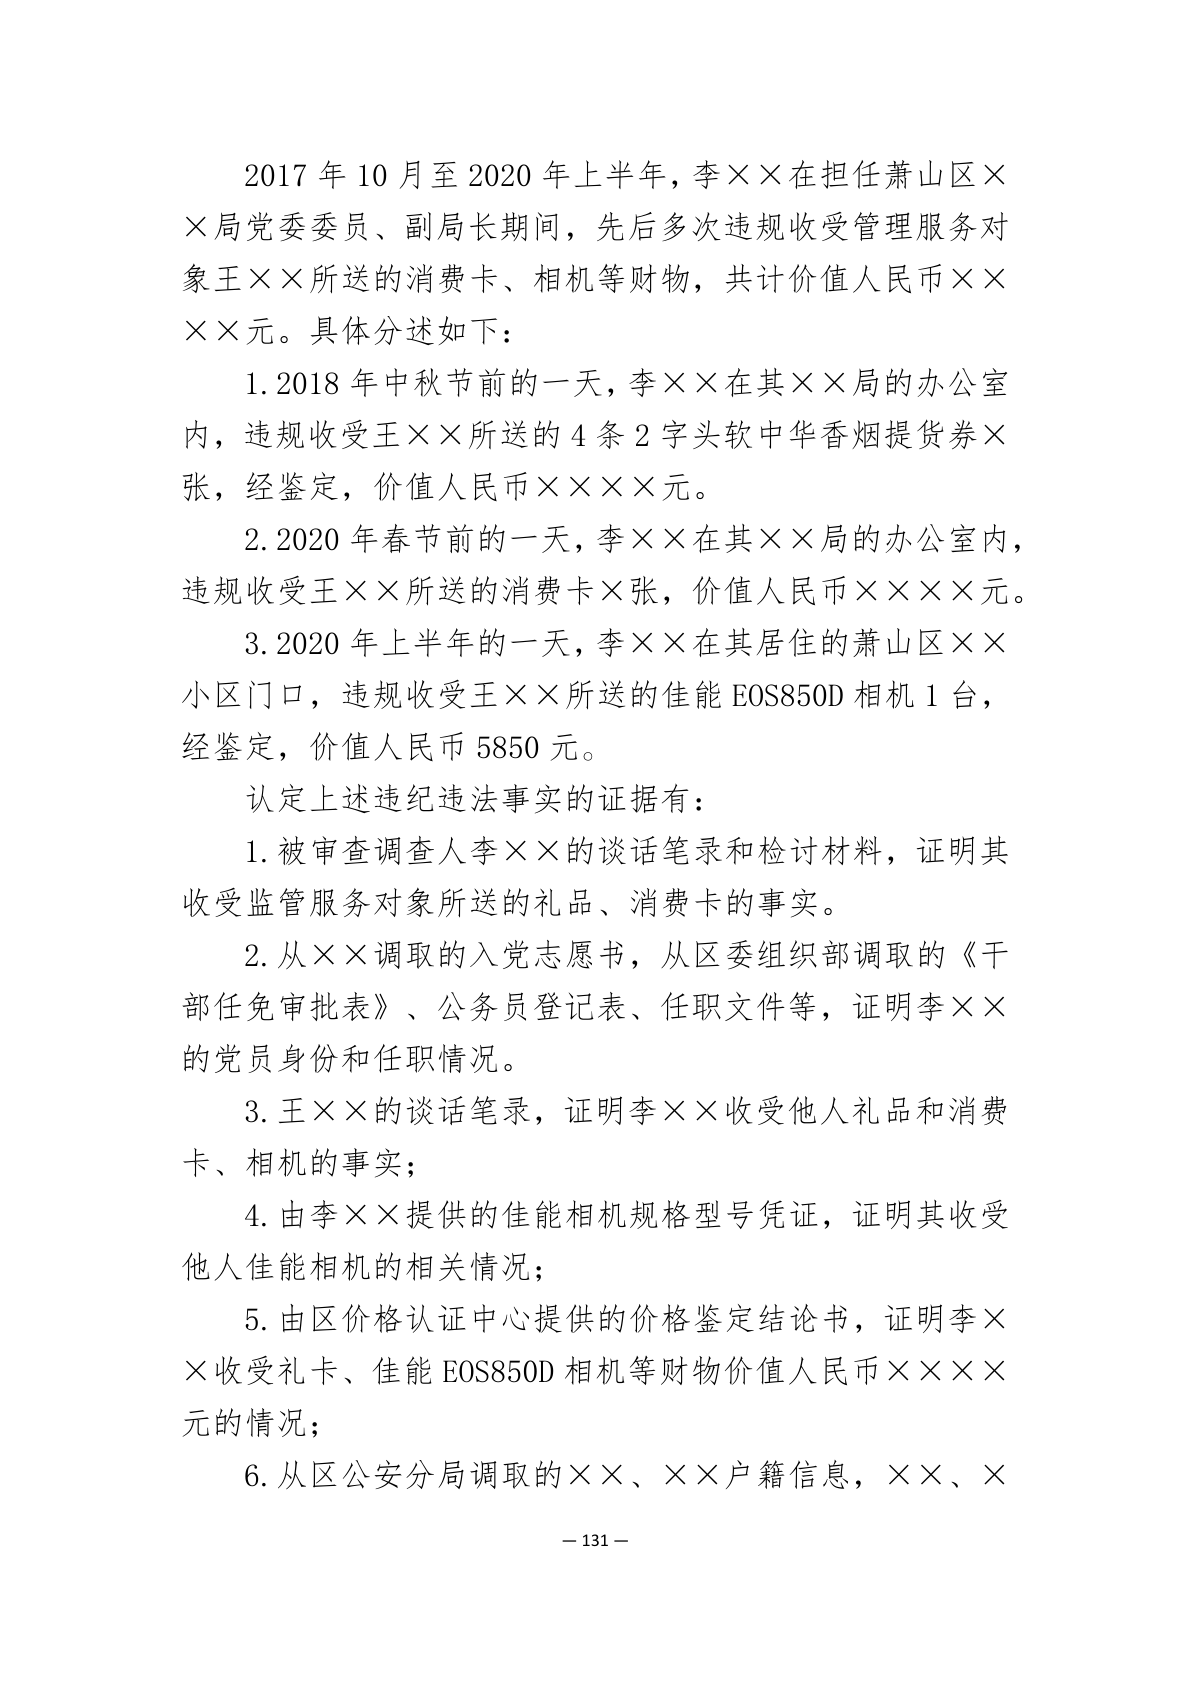 2017 年 10 月至 2020 年上半年，李××在担任萧山区×
×局党委委员、副局长期间，先后多次违规收受管理服务对
象王××所送的消费卡、相机等财物，共计价值人民币××
××元。具体分述如下：
1.2018 年中秋节前的一天，李××在其××局的办公室
内，违规收受王××所送的 4 条 2 字头软中华香烟提货券×
张，经鉴定，价值人民币××××元。
2.2020 年春节前的一天，李××在其××局的办公室内，
违规收受王××所送的消费卡×张，价值人民币××××元。
3.2020 年上半年的一天，李××在其居住的萧山区××
小区门口，违规收受王××所送的佳能 EOS850D 相机 1 台，
经鉴定，价值人民币 5850 元。
认定上述违纪违法事实的证据有：
1.被审查调查人李××的谈话笔录和检讨材料，证明其
收受监管服务对象所送的礼品、消费卡的事实。
2.从××调取的入党志愿书，从区委组织部调取的《干
部任免审批表》、公务员登记表、任职文件等，证明李××
的党员身份和任职情况。
3.王××的谈话笔录，证明李××收受他人礼品和消费
卡、相机的事实；
4.由李××提供的佳能相机规格型号凭证，证明其收受
他人佳能相机的相关情况；
5.由区价格认证中心提供的价格鉴定结论书，证明李×
×收受礼卡、佳能 EOS850D 相机等财物价值人民币××××
元的情况；
6.从区公安分局调取的××、××户籍信息，××、×
— 131 —